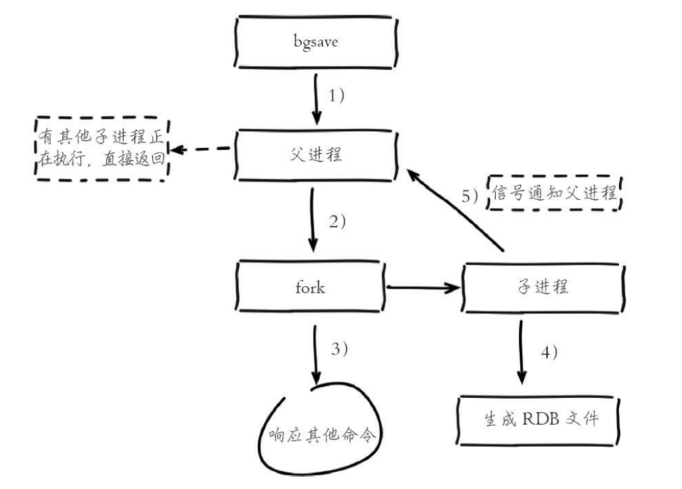 bgsave
1)
有其他子进程正
在执行，直接返回
父进程
5)
信号通知父进程
2)
fork
子进程
3)
4)
响应其他命令
生成 RDB 文件